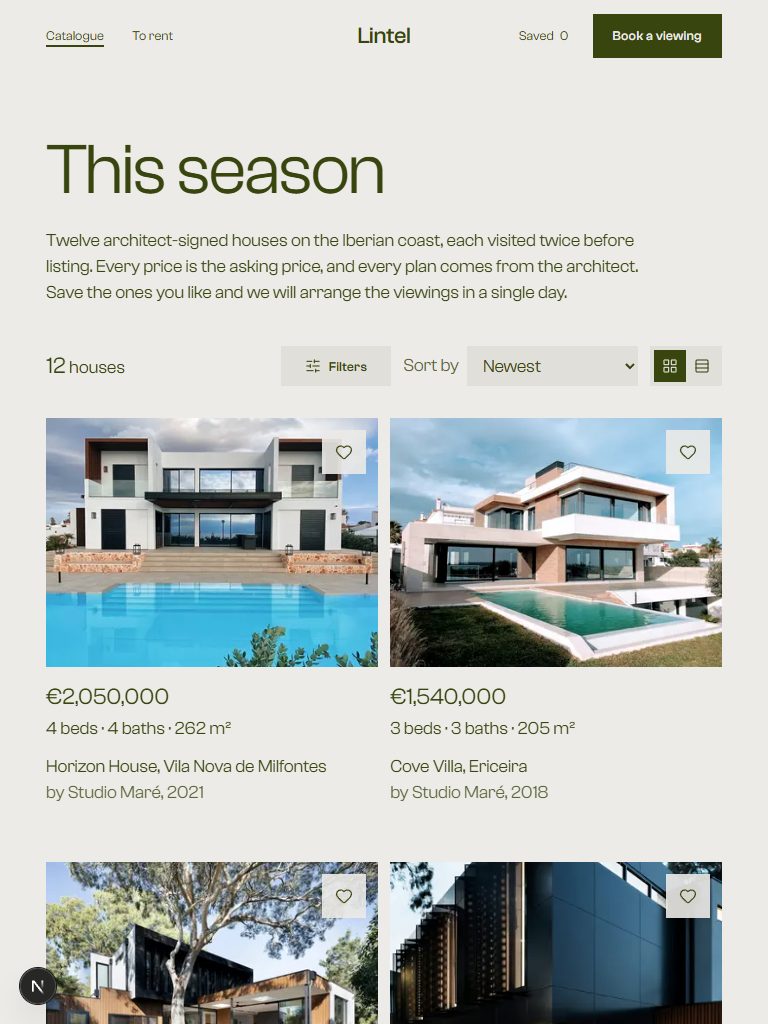 Catalogue To rent Lintel Saved 0 Book a viewing
This season
Twelve architect-signed houses on the Iberian coast, each visited twice before
listing. Every price is the asking price, and every plan comes from the architect.
Save the ones you like and we will arrange the viewings in a single day.
12 houses Filters Sort by Newest
€2,050,000
4 beds · 4 baths · 262 m²
Horizon House, Vila Nova de Milfontes
by Studio Maré, 2021
€1,540,000
3 beds · 3 baths · 205 m²
Cove Villa, Ericeira
by Studio Maré, 2018
N